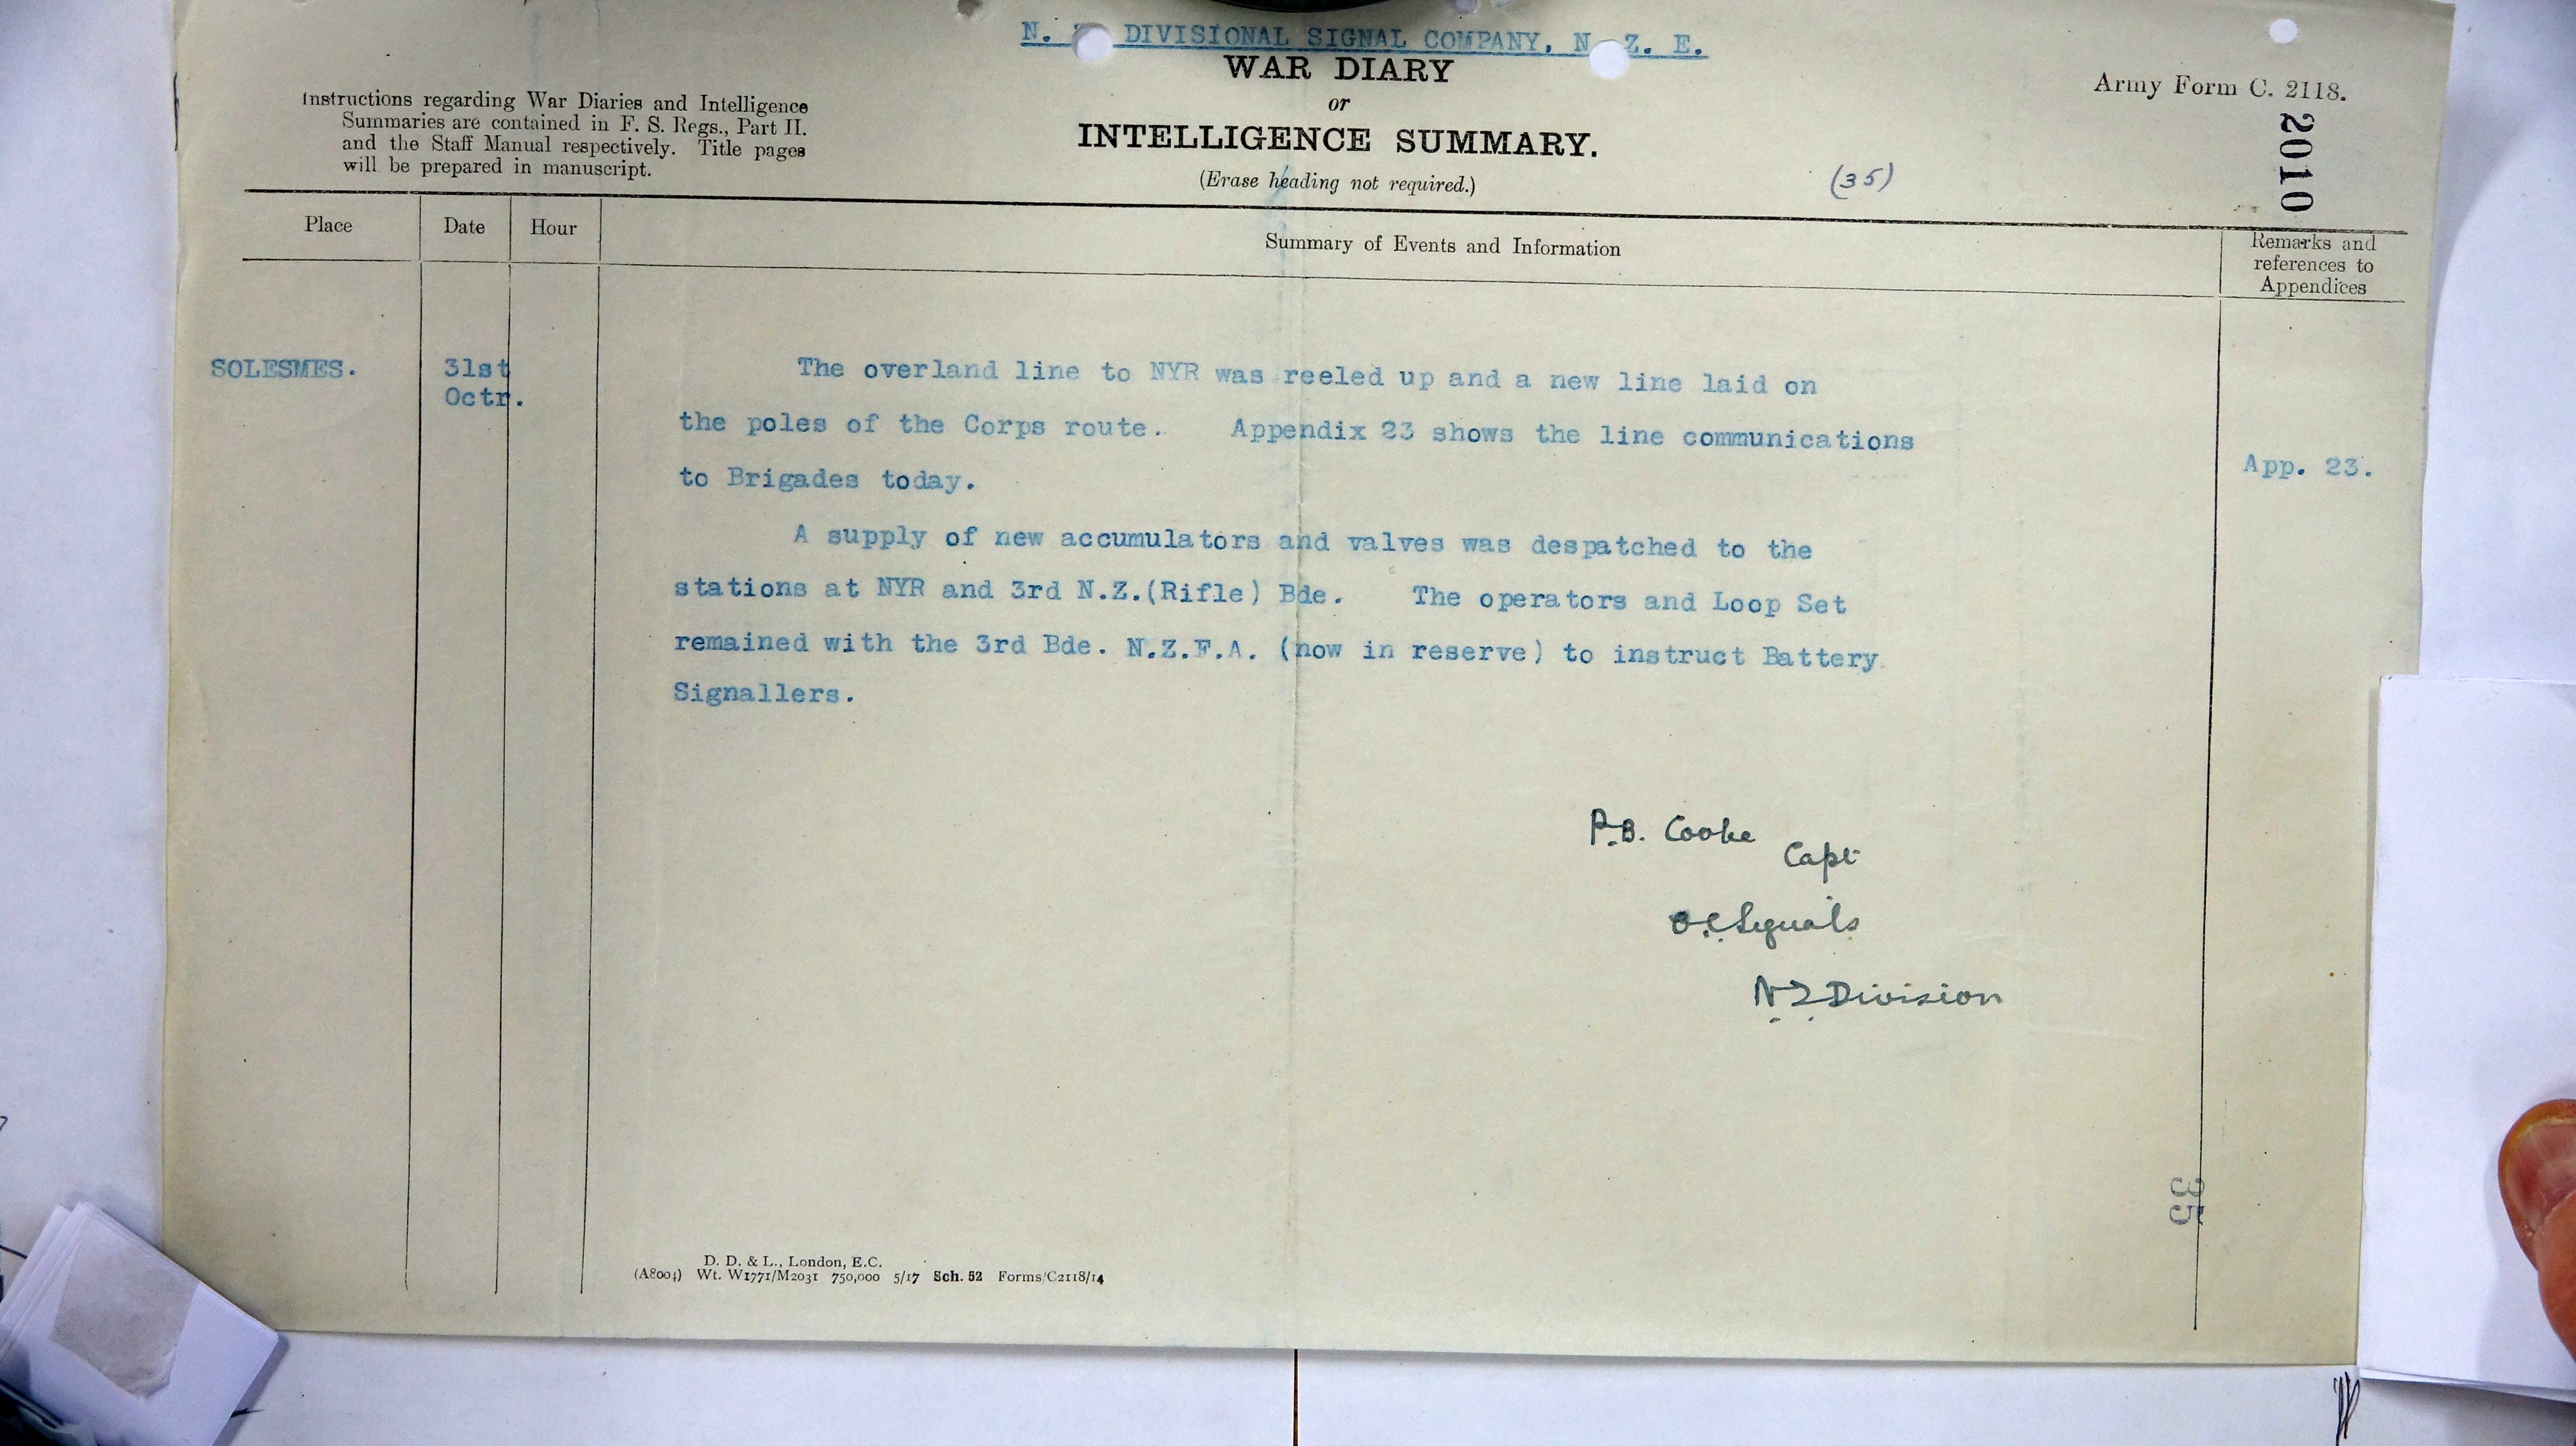 N. Z. DIVISIONAL SIGNAL COMPANY, N. Z. E.
WAR DIARY
or
INTELLIGENCE SUMMARY.
(Erase heading not required.)
Instructions regarding War Diaries and Intelligence
Summaries are contained in F. S. Regs., Part II.
and the Staff Manual respectively. Title pages
will be prepared in manuscript.
Army Form C. 2118.
2010
(35)
Place
Date
Hour
Summary of Events and Information
Remarks and
references to
Appendices
SOLESMES.
31st
Octr.
The overland line to NYR was reeled up and a new line laid on
the poles of the Corps route. Appendix 23 shows the line communications
to Brigades today.
App. 23.
A supply of new accumulators and valves was despatched to the
stations at NYR and 3rd N.Z.(Rifle) Bde. The operators and Loop Set
remained with the 3rd Bde. N.Z.F.A. (now in reserve) to instruct Battery
Signallers.
P.B. Cooke
Capt
O.C. Signals
NZ Division
35
D. D. & L., London, E.C.
(A8004) Wt. W1771/M2031 750,000 5/17 Sch. 52 Forms/C2118/14